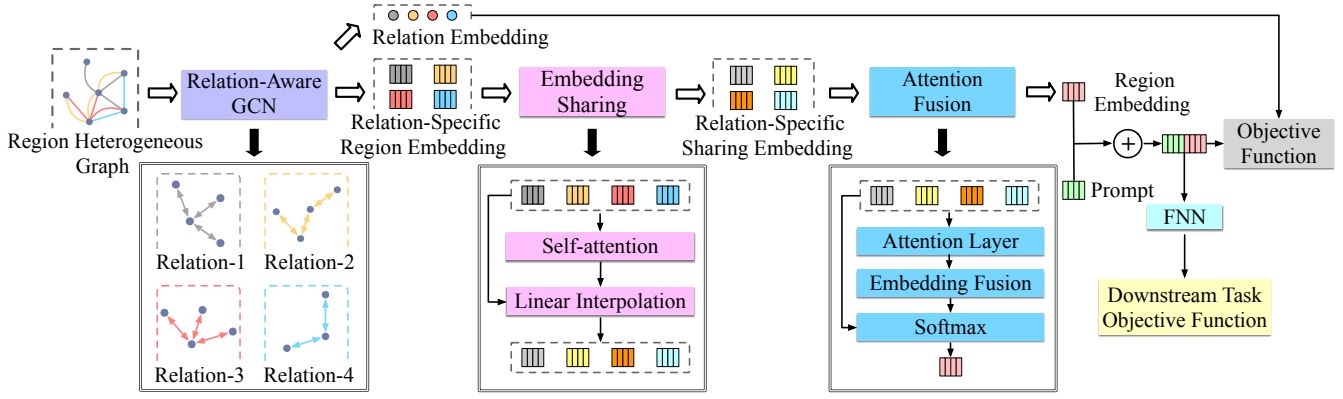 Relation Embedding
Region Heterogeneous
Graph
Relation-Aware
GCN
Relation-Specific
Region Embedding
Embedding
Sharing
Relation-Specific
Sharing Embedding
Attention
Fusion
Region
Embedding
Prompt
Objective
Function
FNN
Downstream Task
Objective Function
Relation-1
Relation-2
Relation-3
Relation-4
Self-attention
Linear Interpolation
Attention Layer
Embedding Fusion
Softmax